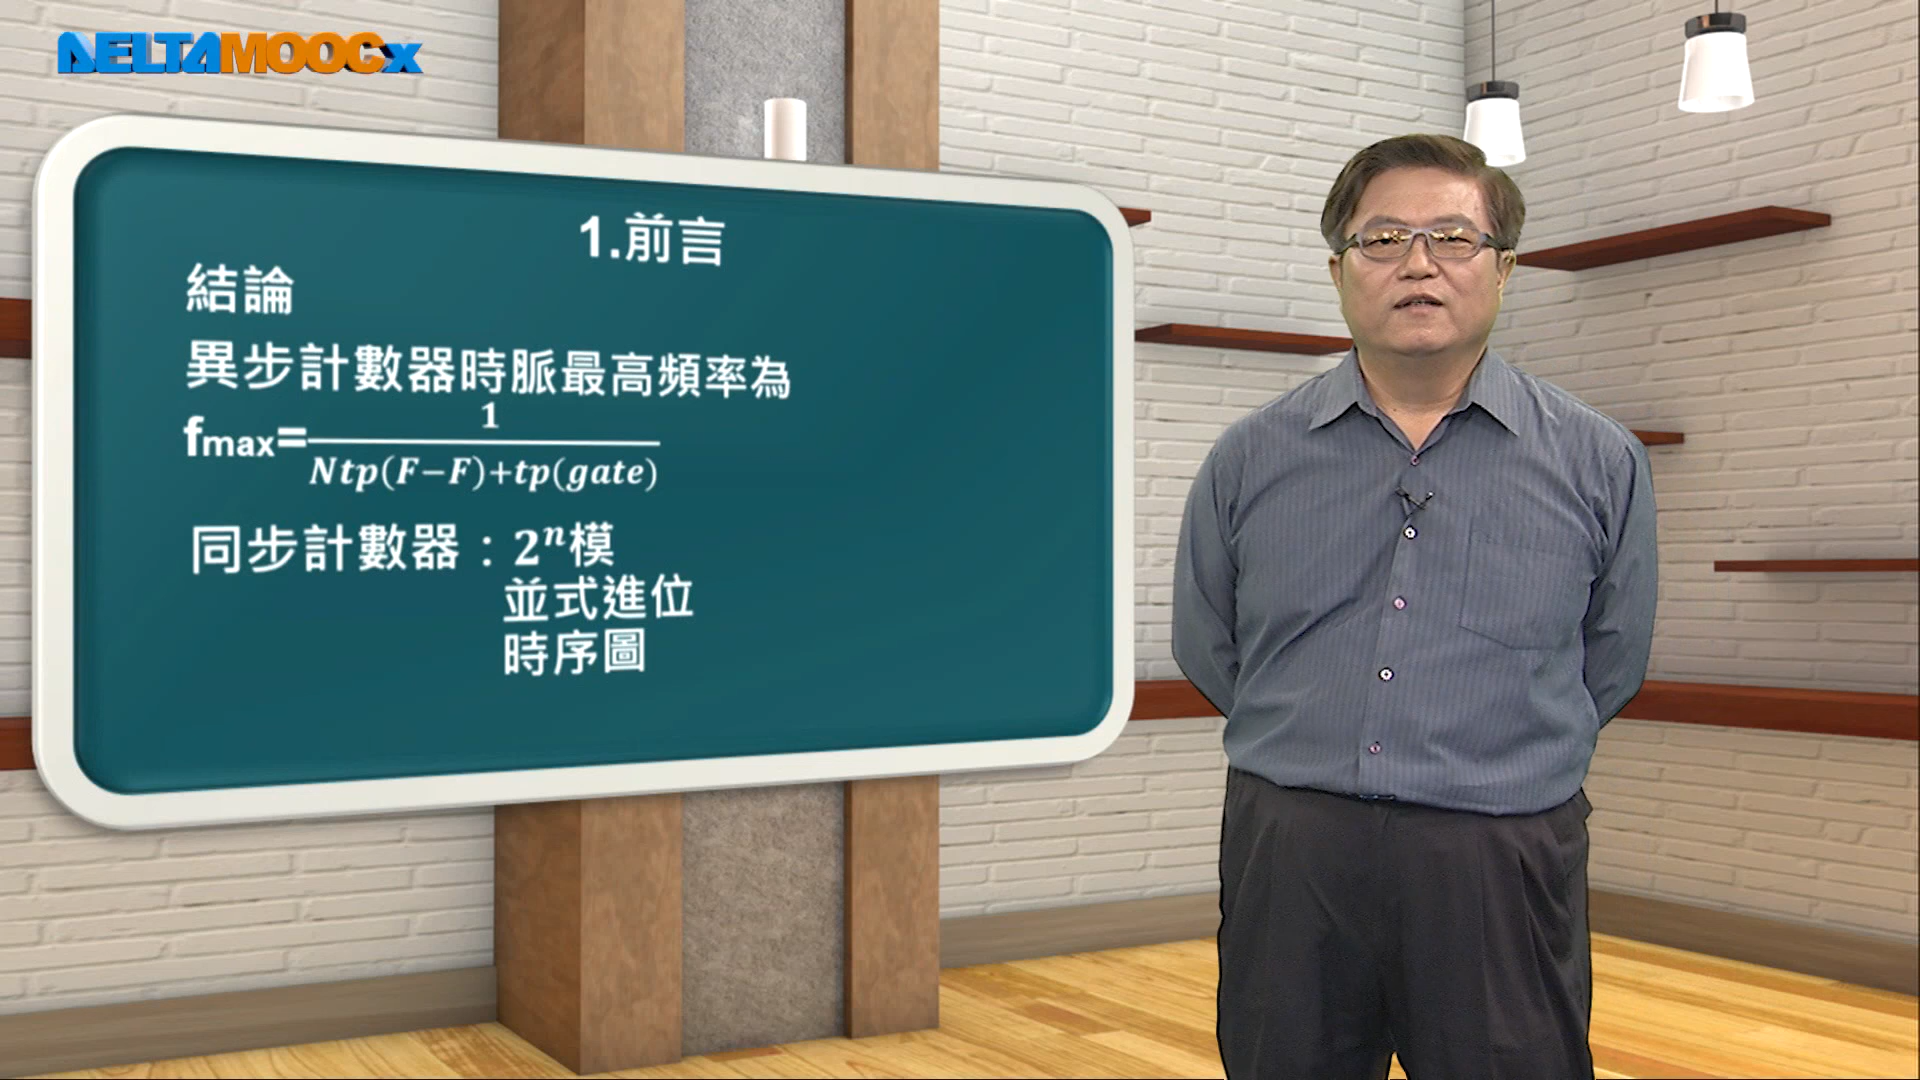 DELTAMOOCx
1.前言
結論
異步計數器時脈最高頻率為
fmax=1/(Ntp(F−F)+tp(gate))
同步計數器：2ⁿ模
並式進位
時序圖